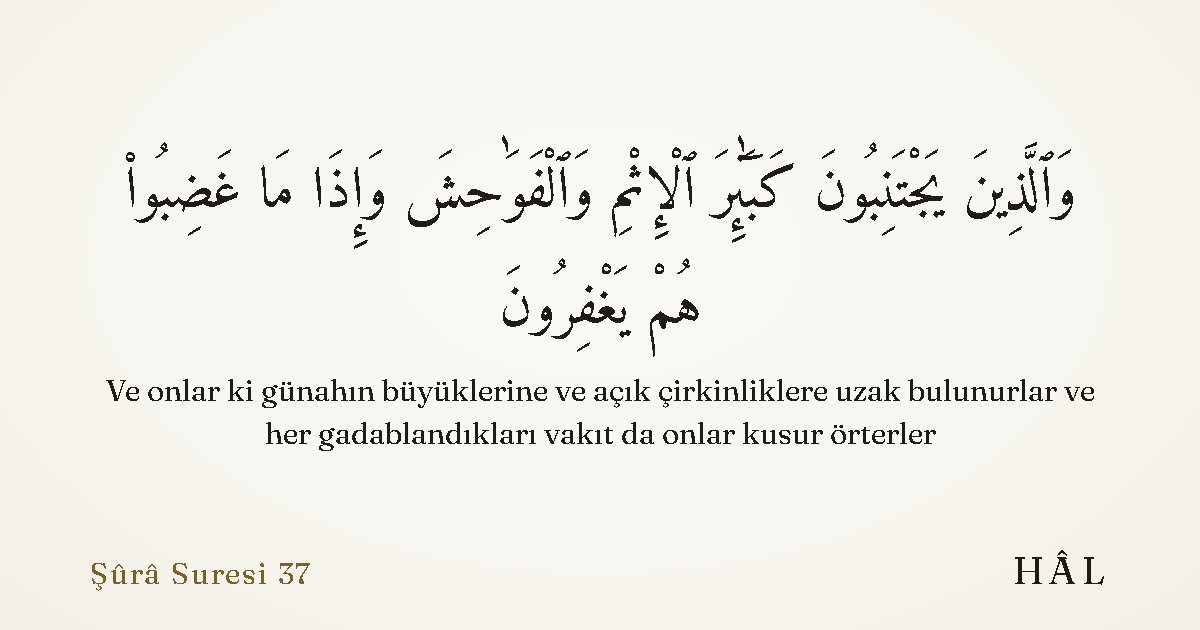 وَٱلَّذِينَ يَجْتَنِبُونَ كَبَٰٓئِرَ ٱلْإِثْمِ وَٱلْفَوَٰحِشَ وَإِذَا مَا غَضِبُوا۟
هُمْ يَغْفِرُونَ
Ve onlar ki günahın büyüklerine ve açık çirkinliklere uzak bulunurlar ve
her gadablandıkları vakıt da onlar kusur örterler
Şûrâ Suresi 37
HÂL